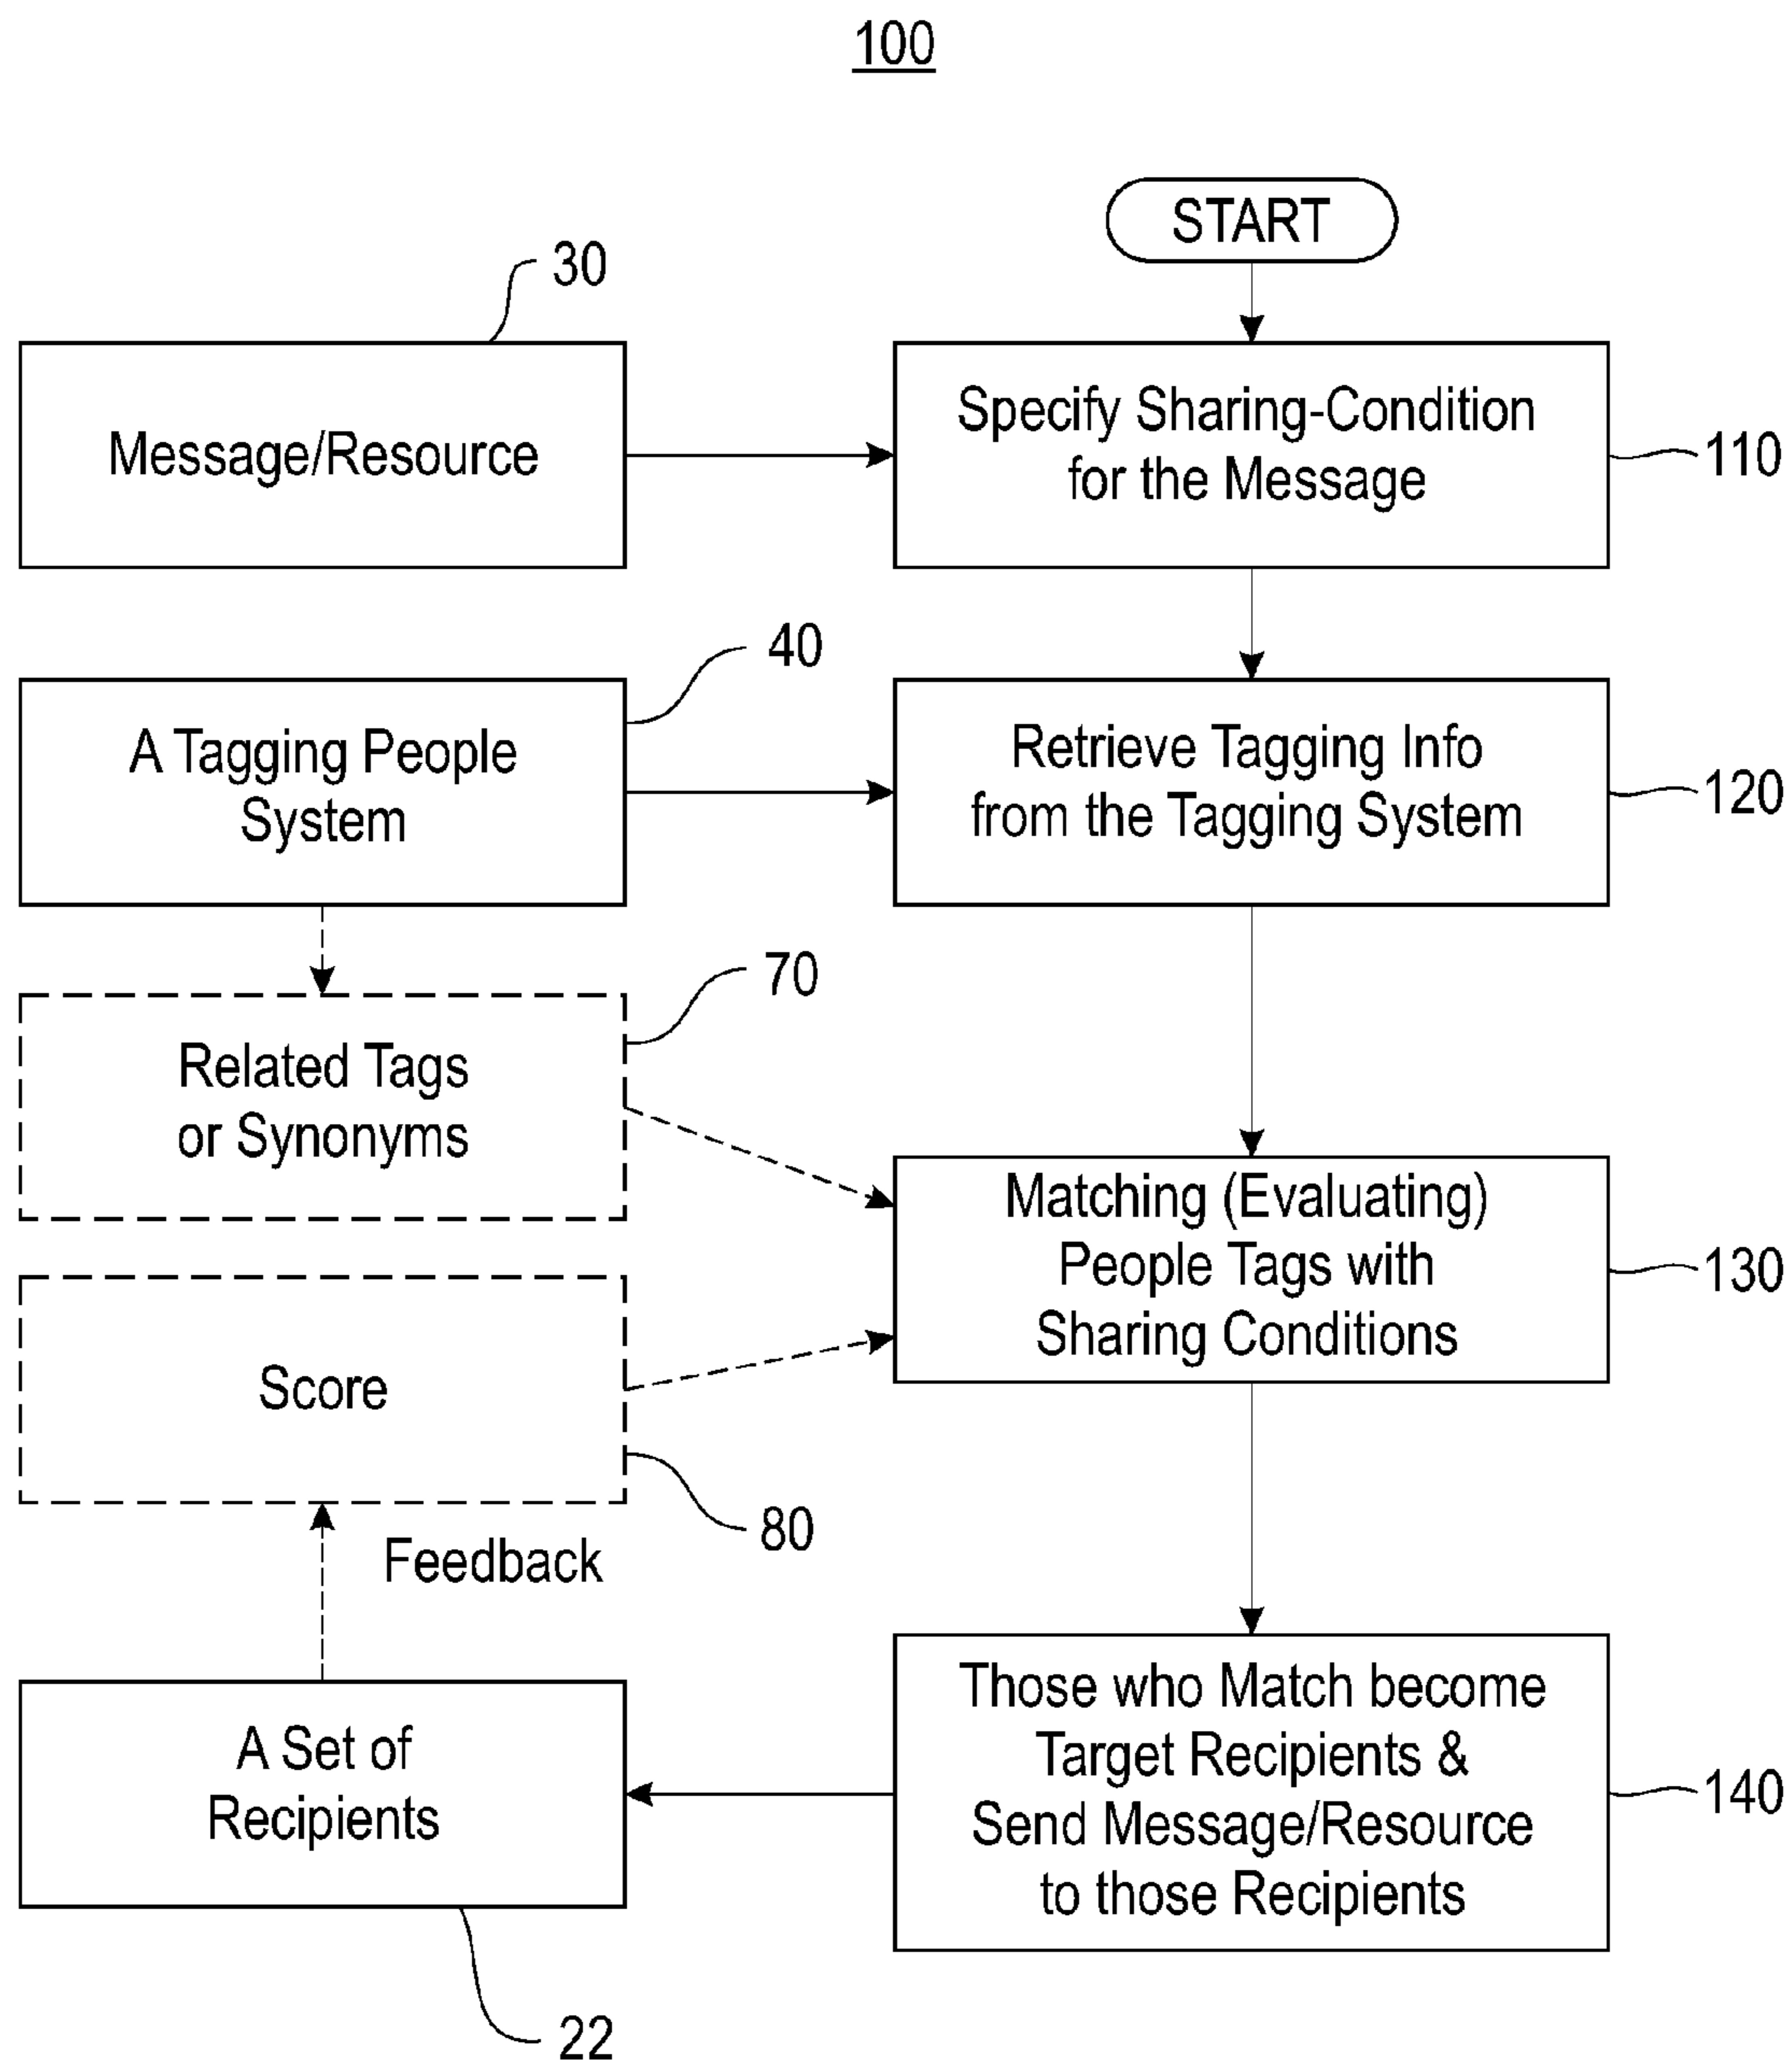 100
START
30
Message/Resource
Specify Sharing-Condition
for the Message
110
40
A Tagging People
System
Retrieve Tagging Info
from the Tagging System
120
70
Related Tags
or Synonyms
Matching (Evaluating)
People Tags with
Sharing Conditions
130
Score
80
Feedback
A Set of
Recipients
22
Those who Match become
Target Recipients &
Send Message/Resource
to those Recipients
140